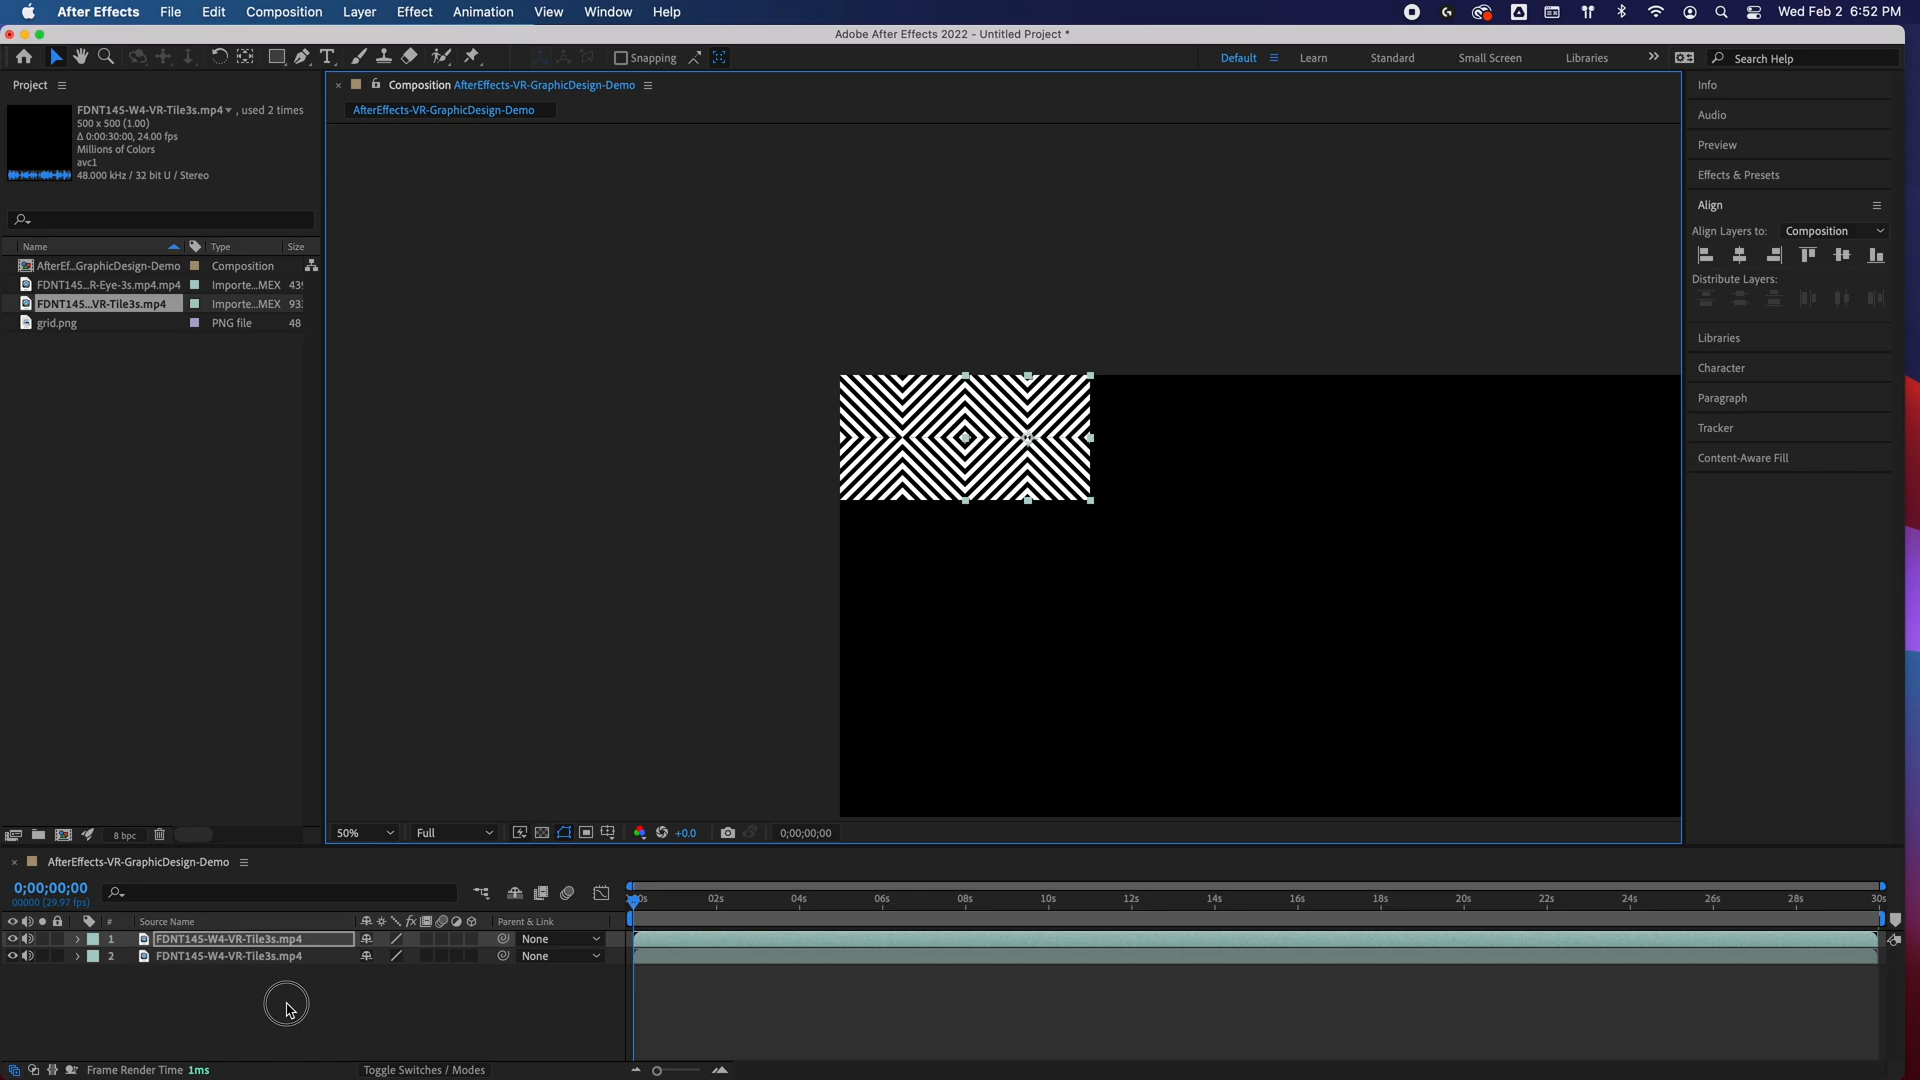 After Effects File Edit Composition Layer Effect Animation View Window Help Wed Feb 2 6:52 PM
Adobe After Effects 2022 - Untitled Project *
Snapping Default Learn Standard Small Screen Libraries Search Help
Project
FDNT145-W4-VR-Tile3s.mp4 , used 2 times
500 x 500 (1.00)
Δ 0:00:30:00, 24.00 fps
Millions of Colors
avc1
48.000 kHz / 32 bit U / Stereo
Name Type Size
AfterEf...GraphicDesign-Demo Composition
FDNT145...R-Eye-3s.mp4.mp4 Importe...MEX 439
FDNT145...VR-Tile3s.mp4 Importe...MEX 93
grid.png PNG file 48
8 bpc
Composition AfterEffects-VR-GraphicDesign-Demo
AfterEffects-VR-GraphicDesign-Demo
50% Full +0.0 0;00;00;00
Info
Audio
Preview
Effects & Presets
Align
Align Layers to: Composition
Distribute Layers:
Libraries
Character
Paragraph
Tracker
Content-Aware Fill
AfterEffects-VR-GraphicDesign-Demo
0;00;00;00
00000 (29.97 fps)
02s 04s 06s 08s 10s 12s 14s 16s 18s 20s 22s 24s 26s 28s 30s
# Source Name Parent & Link
1 FDNT145-W4-VR-Tile3s.mp4 None
2 FDNT145-W4-VR-Tile3s.mp4 None
Frame Render Time 1ms Toggle Switches / Modes